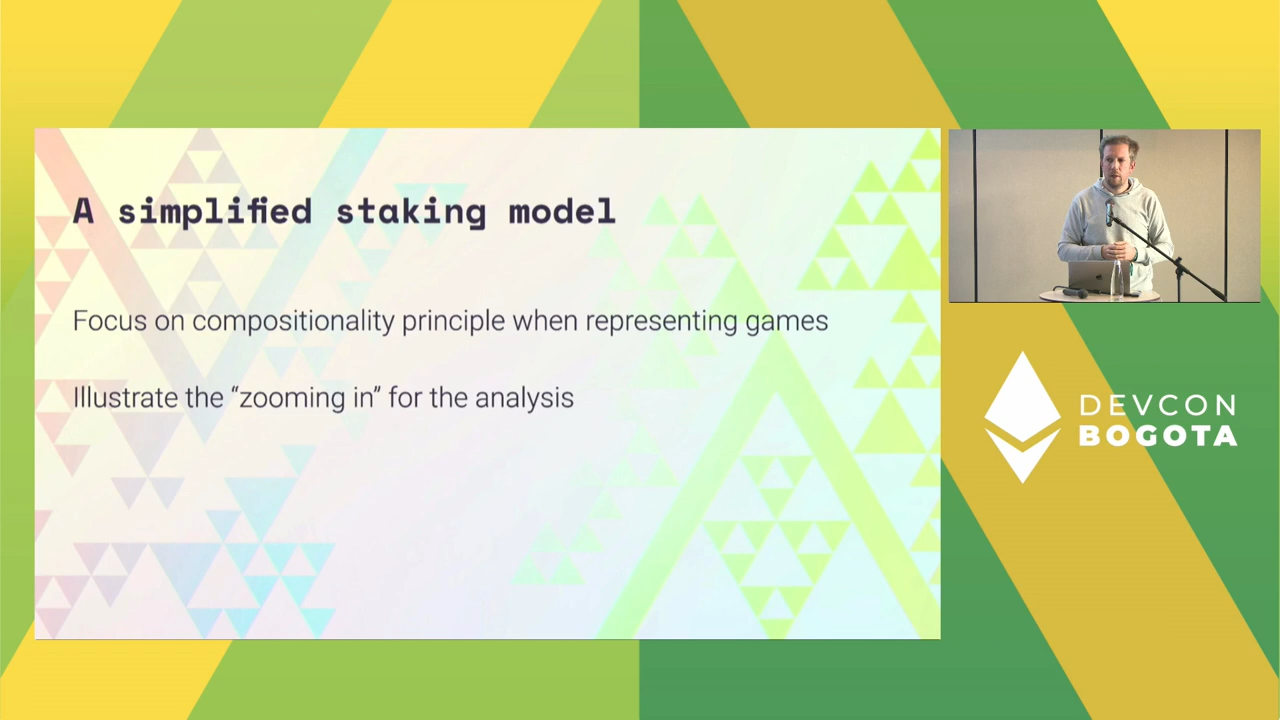 A simplified staking model
Focus on compositionality principle when representing games
Illustrate the “zooming in” for the analysis
DEVCON
BOGOTA